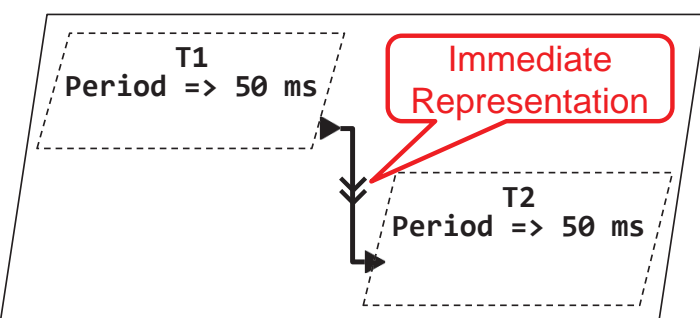 T1
Period => 50 ms
Immediate
Representation
T2
Period => 50 ms